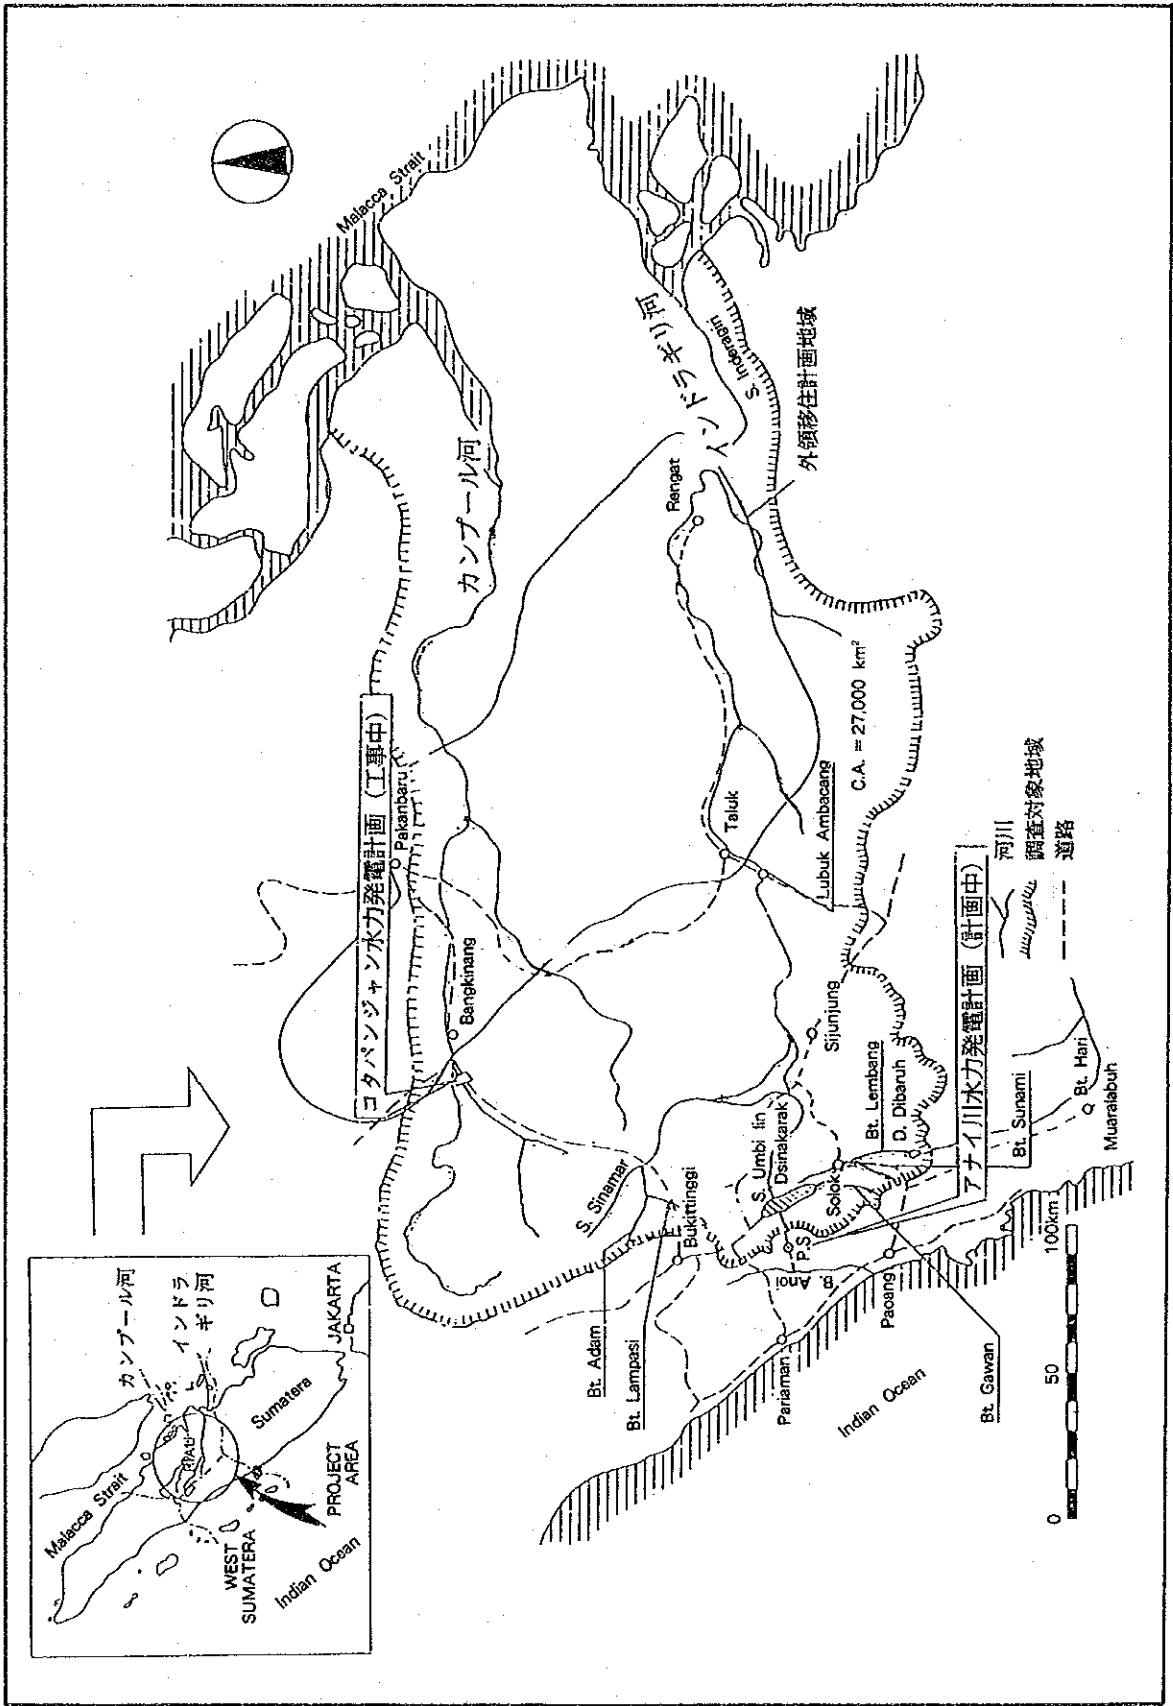 カンプール河
インドラ
ギリ河
Malacca Strait
RIAU
Sumatera
JAKARTA
WEST
SUMATERA
PROJECT
AREA
Indian Ocean
Malacca Strait
コタパンジャン水力発電計画 (工事中)
カンプール河
Pakanbaru
Bangkinang
インドラギリ河
S. Inderagiri
Rengat
外領移住計画地域
S. Sinamar
Taluk
Lubuk Ambacang
C.A. = 27,000 km²
Bt. Adam
Bt. Lampasi
Bukittinggi
S. Umbilin
Dsinakarak
Sijunjung
Solok
P.S.
B. Anoi
Pariaman
Paoang
Bt. Lembang
D. Dibaruh
アナイ川水力発電計画 (計画中)
Bt. Sunami
Bt. Hari
Muaralabuh
Bt. Gawan
Indian Ocean
河川
調査対象地域
道路
0
50
100km